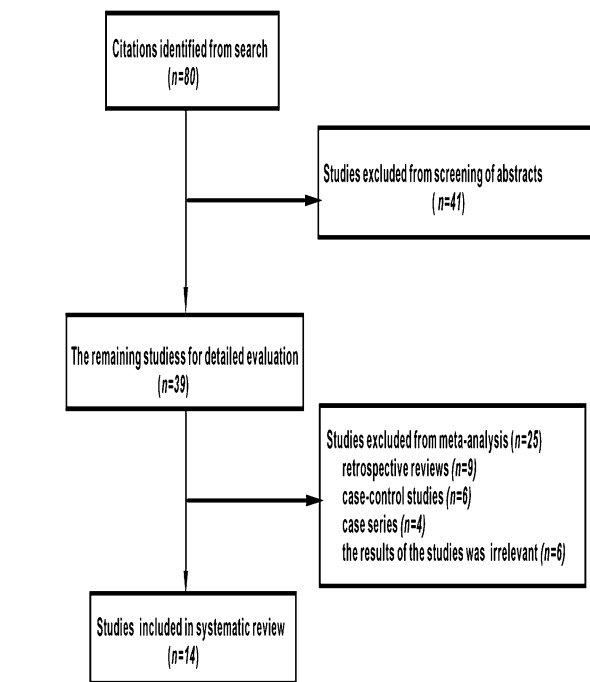 Citations identified from search
(n=80)
Studies excluded from screening of abstracts
( n=41)
The remaining studiess for detailed evaluation
(n=39)
Studies excluded from meta-analysis (n=25)
retrospective reviews (n=9)
case-control studies (n=6)
case series (n=4)
the results of the studies was irrelevant (n=6)
Studies included in systematic review
(n=14)